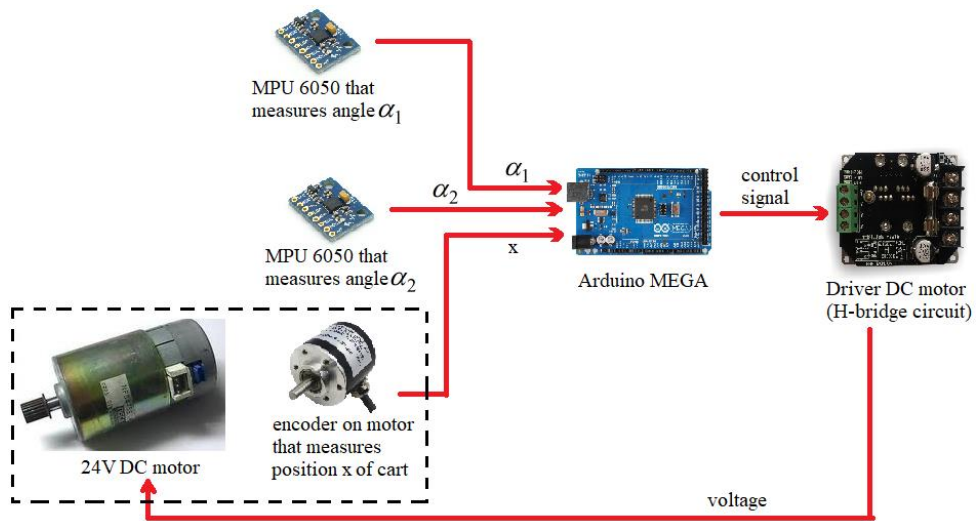 MPU 6050 that
measures angle α₁
α₁
α₂
x
MPU 6050 that
measures angle α₂
Arduino MEGA
control
signal
Driver DC motor
(H-bridge circuit)
24V DC motor
encoder on motor
that measures
position x of cart
voltage